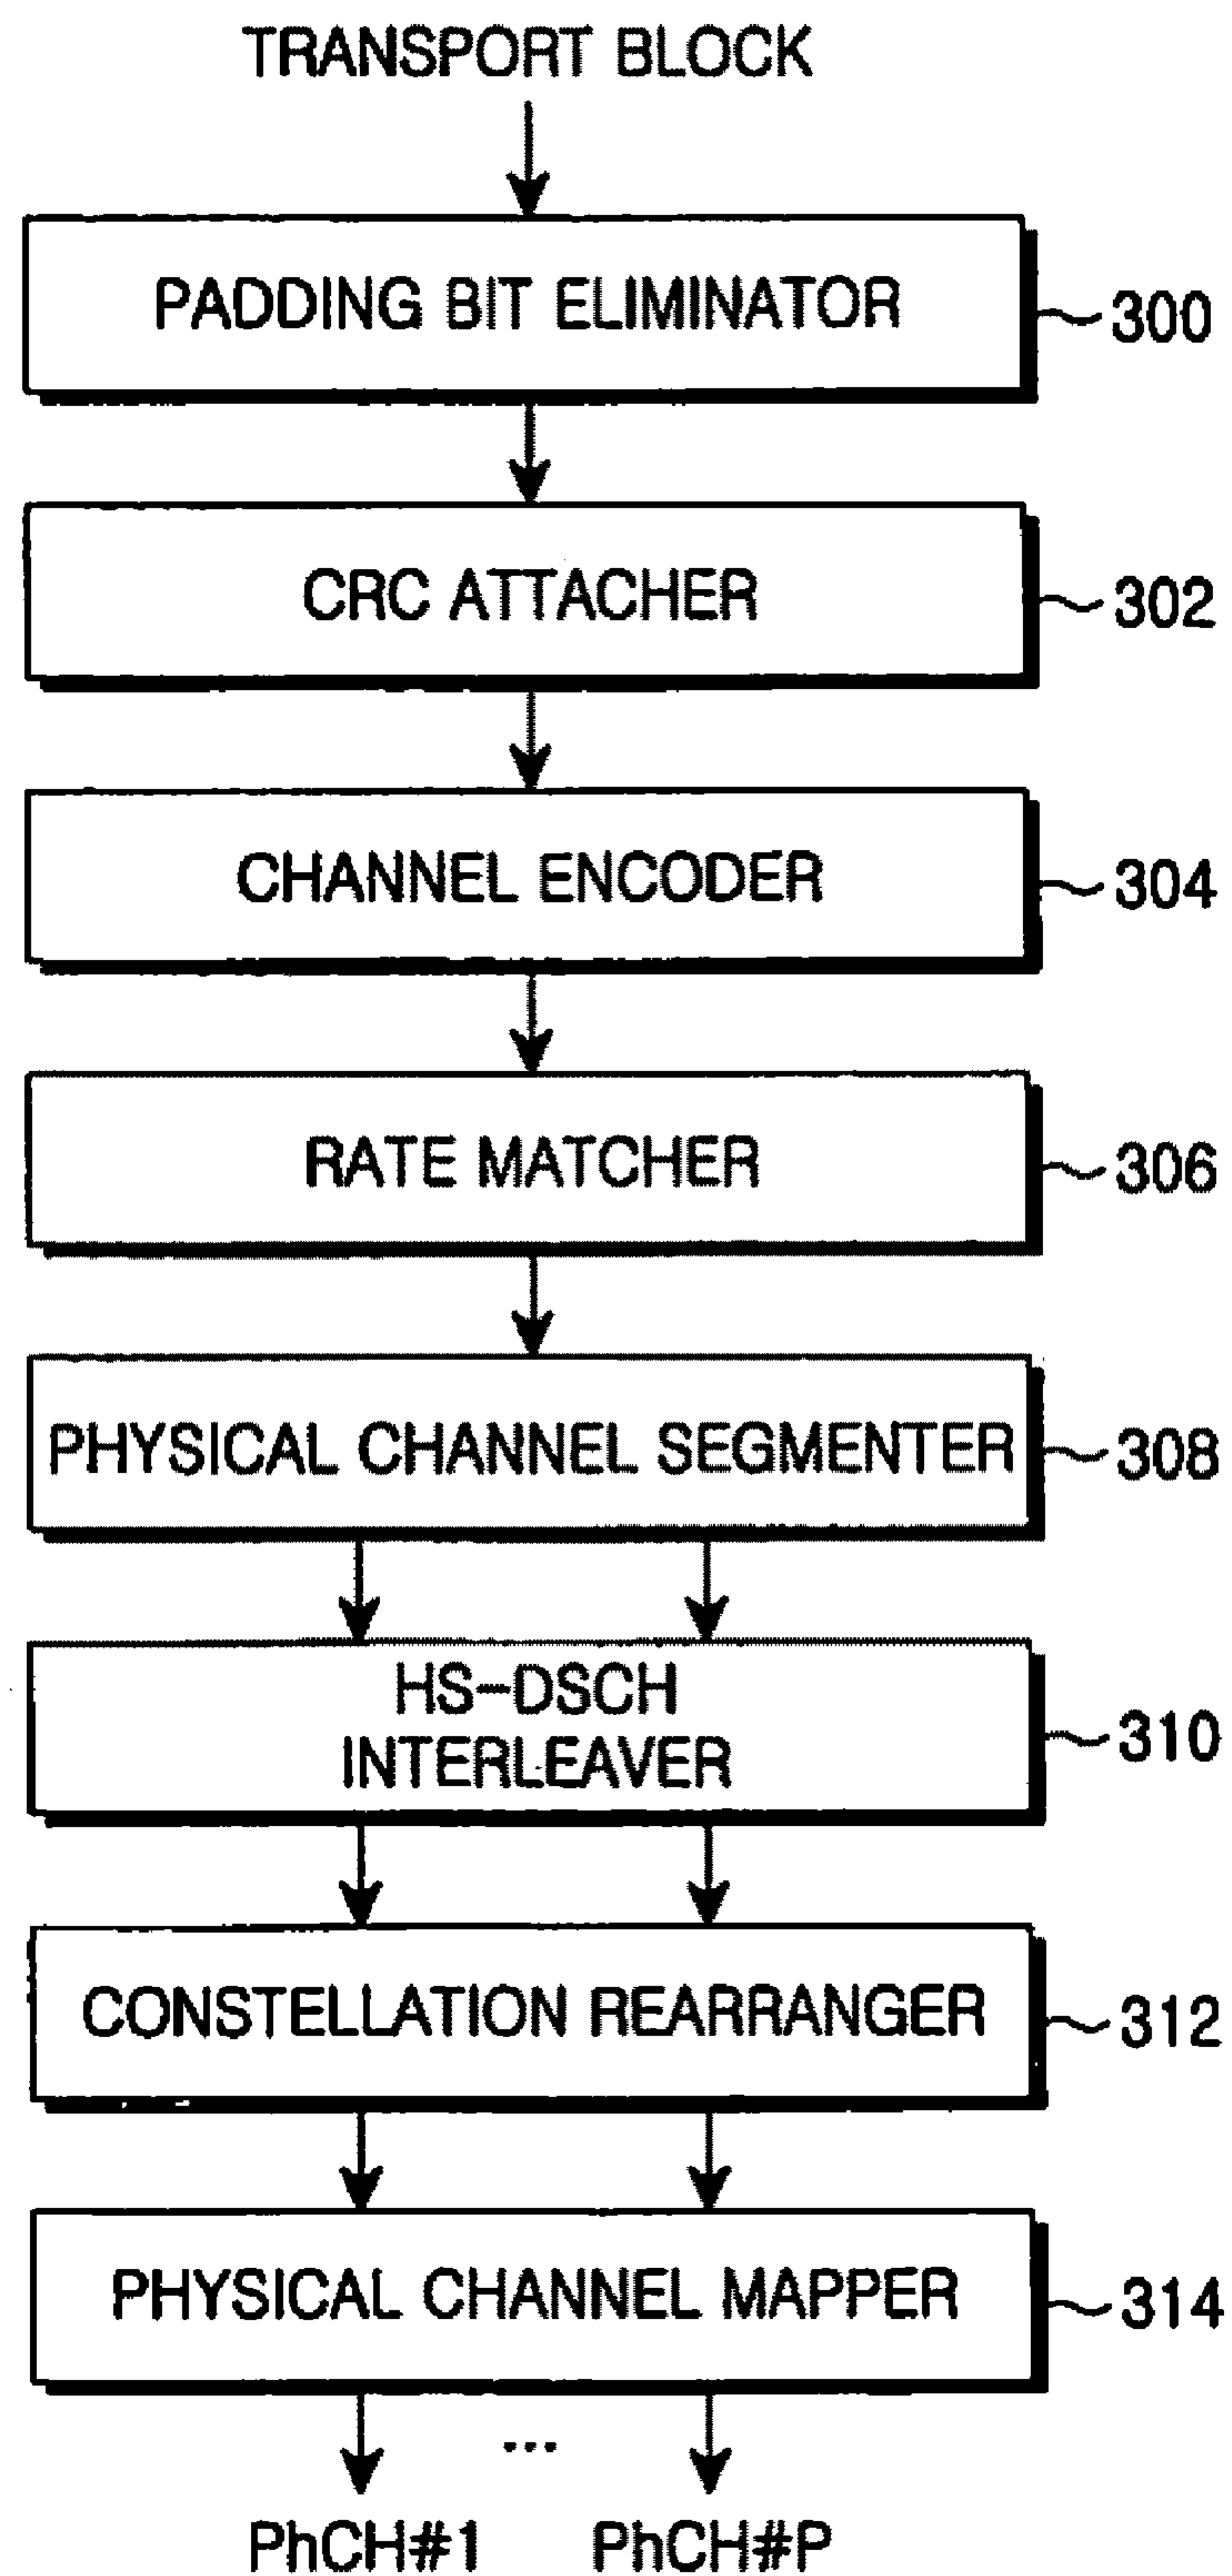 TRANSPORT BLOCK
PADDING BIT ELIMINATOR
300
CRC ATTACHER
302
CHANNEL ENCODER
304
RATE MATCHER
306
PHYSICAL CHANNEL SEGMENTER
308
HS-DSCH
INTERLEAVER
310
CONSTELLATION REARRANGER
312
PHYSICAL CHANNEL MAPPER
314
...
PhCH#1 PhCH#P